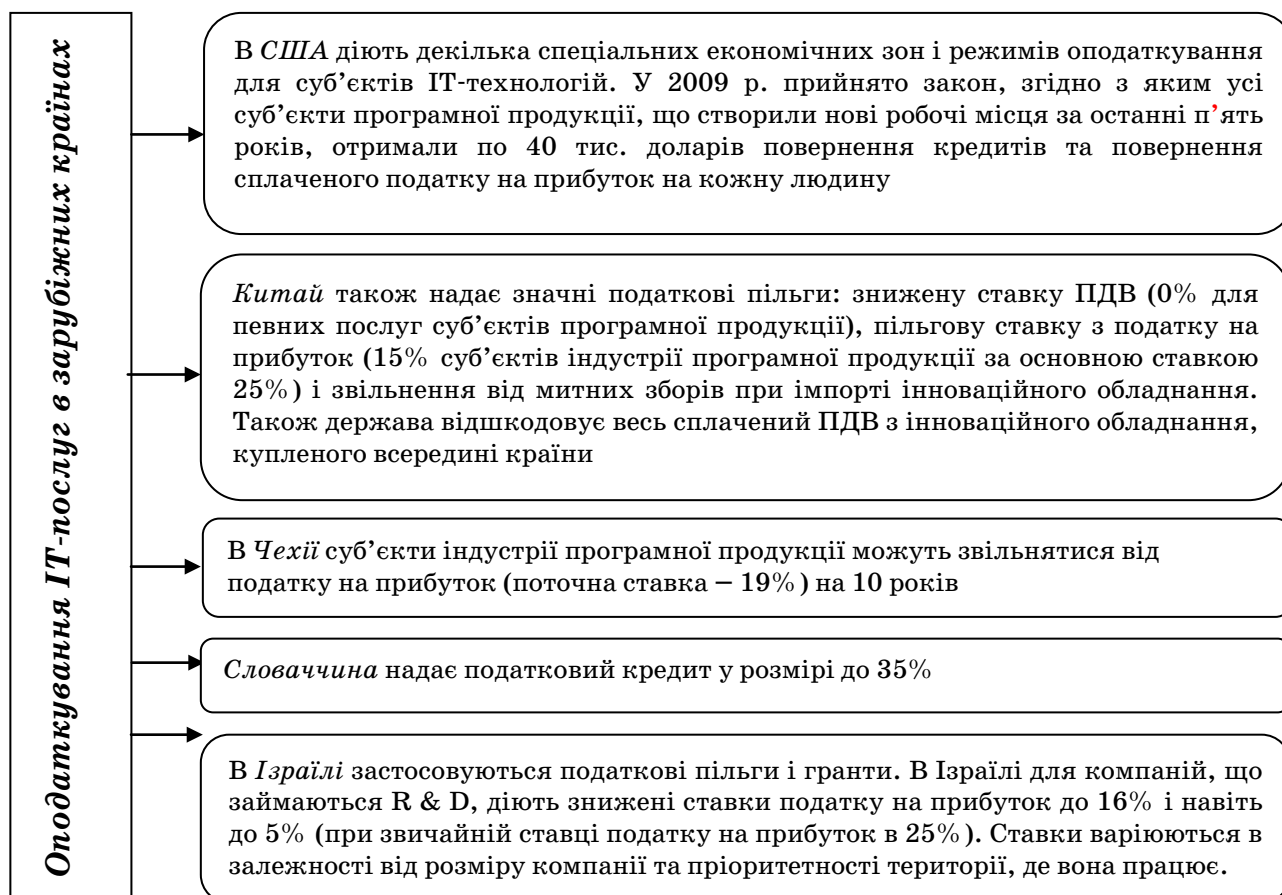 Оподаткування ІТ-послуг в зарубіжних країнах
В США діють декілька спеціальних економічних зон і режимів оподаткування
для суб’єктів ІТ-технологій. У 2009 р. прийнято закон, згідно з яким усі
суб’єкти програмної продукції, що створили нові робочі місця за останні п’ять
років, отримали по 40 тис. доларів повернення кредитів та повернення
сплаченого податку на прибуток на кожну людину
Китай також надає значні податкові пільги: знижену ставку ПДВ (0% для
певних послуг суб’єктів програмної продукції), пільгову ставку з податку на
прибуток (15% суб’єктів індустрії програмної продукції за основною ставкою
25%) і звільнення від митних зборів при імпорті інноваційного обладнання.
Також держава відшкодовує весь сплачений ПДВ з інноваційного обладнання,
купленого всередині країни
В Чехії суб’єкти індустрії програмної продукції можуть звільнятися від
податку на прибуток (поточна ставка – 19%) на 10 років
Словаччина надає податковий кредит у розмірі до 35%
В Ізраїлі застосовуються податкові пільги і гранти. В Ізраїлі для компаній, що
займаються R & D, діють знижені ставки податку на прибуток до 16% і навіть
до 5% (при звичайній ставці податку на прибуток в 25%). Ставки варіюються в
залежності від розміру компанії та пріоритетності території, де вона працює.